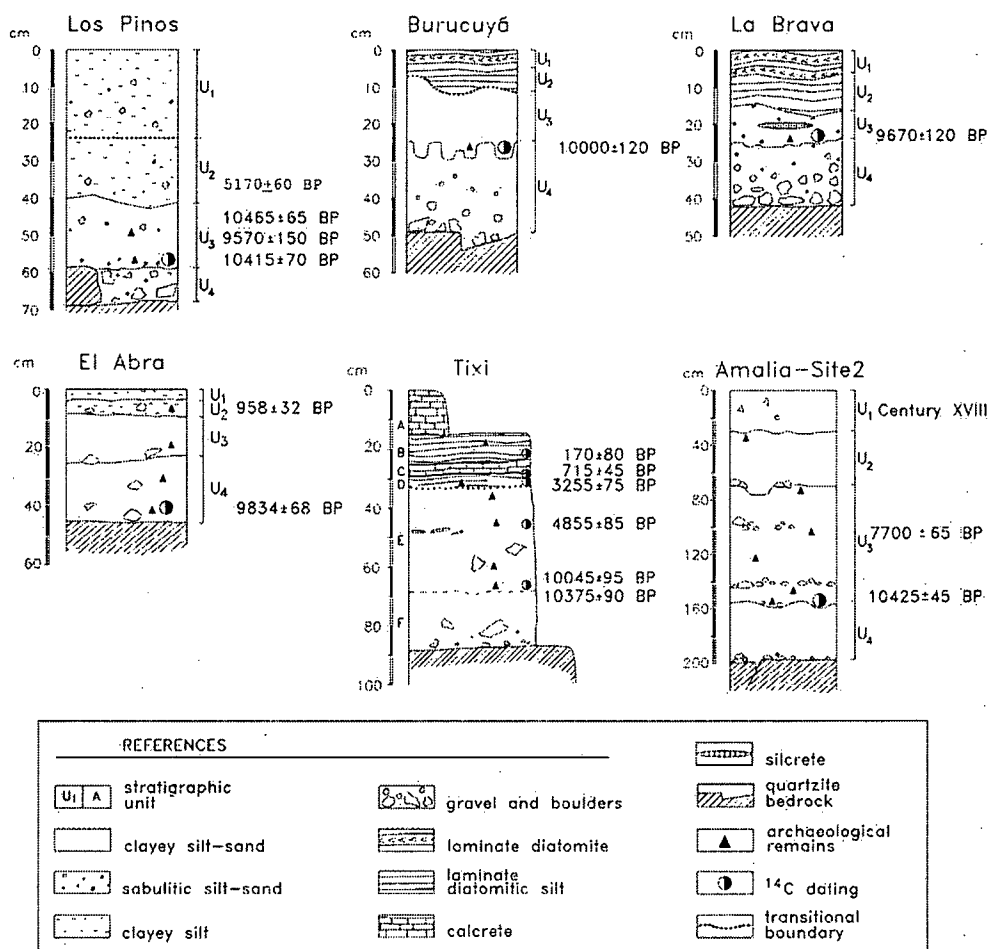 Los Pinos
cm
0
10
20
30
40
50
60
70
U1
U2
U3
U4
5170±60 BP
10465±65 BP
9570±150 BP
10415±70 BP
Burucuyá
cm
0
10
20
30
40
50
60
U1
U2
U3
U4
10000±120 BP
La Brava
cm
0
10
20
30
40
50
U1
U2
U3
U4
9670±120 BP
El Abra
cm
0
20
40
60
U1
U2
U3
U4
958±32 BP
9834±68 BP
Tixi
cm
0
20
40
60
80
100
A
B
C
D
E
F
170±80 BP
715±45 BP
3255±75 BP
4855±85 BP
10045±95 BP
10375±90 BP
Amalia-Site2
cm
0
40
80
120
160
200
U1 Century XVIII
U2
U3
U4
7700±65 BP
10425±45 BP
REFERENCES
U1 A stratigraphic unit
clayey silt-sand
sabulitic silt-sand
clayey silt
gravel and boulders
laminate diatomite
laminate diatomitic silt
calcrete
silcrete
quartzite bedrock
archaeological remains
14C dating
transitional boundary